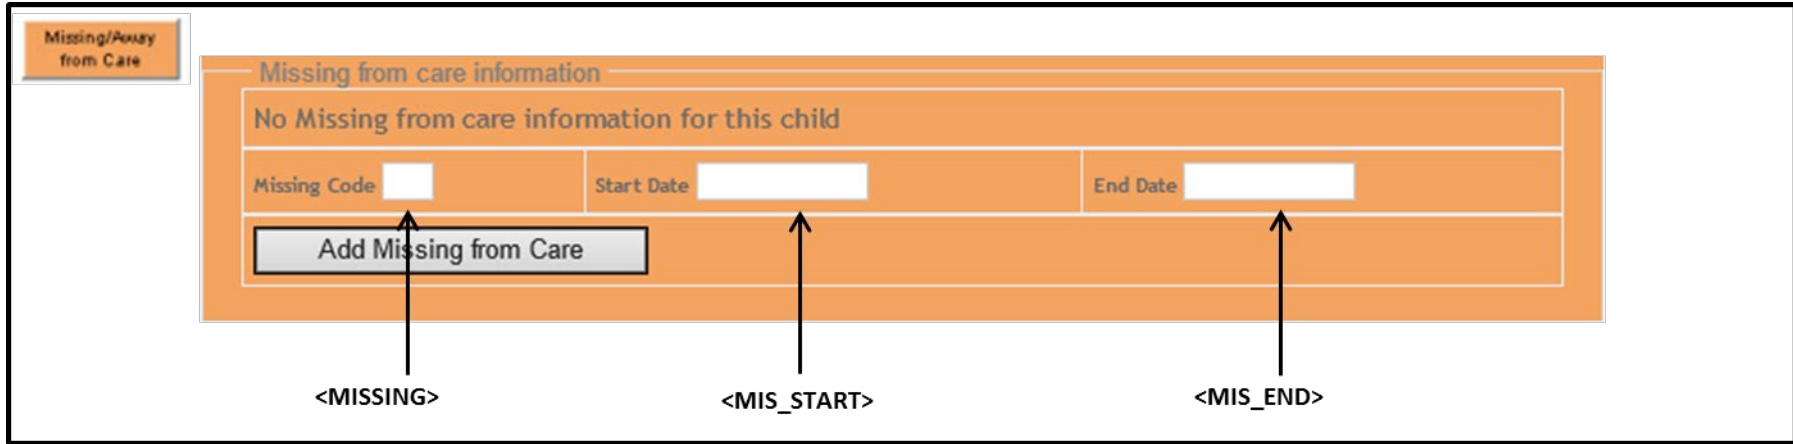 Missing/Away
from Care
Missing from care information
No Missing from care information for this child
Missing Code
Start Date
End Date
Add Missing from Care
<MISSING>
<MIS_START>
<MIS_END>